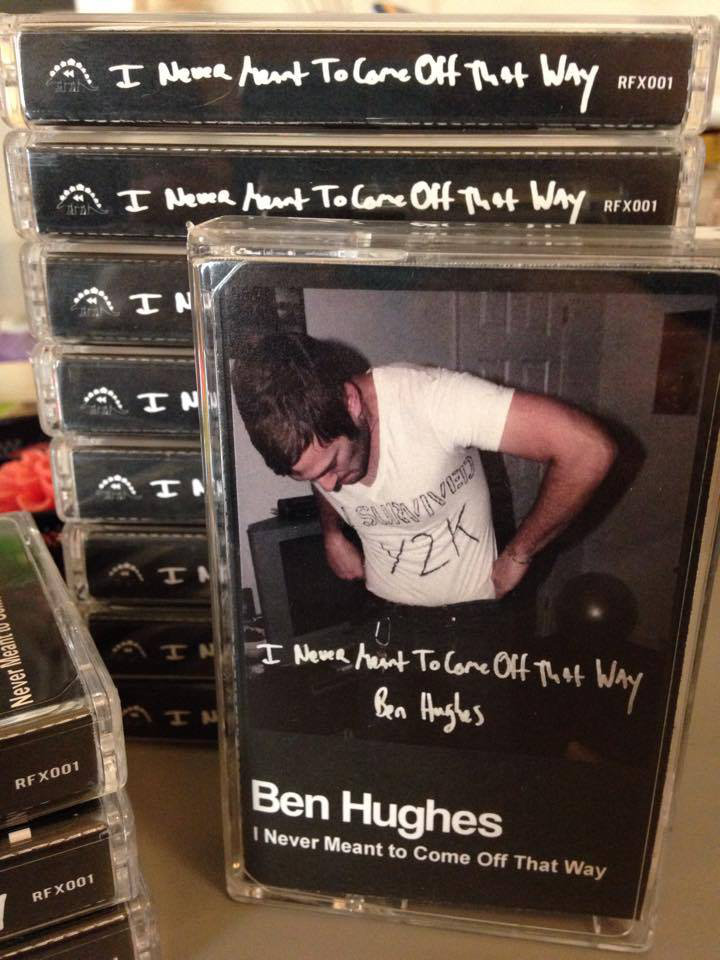 I Never Meant To Come Off That Way RFX001
I Never Meant To Come Off That Way RFX001
I N
I N
I N
I N
I N
I N
I SURVIVED
Y2K
I Never Meant To Come Off That Way
Ben Hughes
Ben Hughes
I Never Meant to Come Off That Way
Never Meant to
RFX001
RFX001